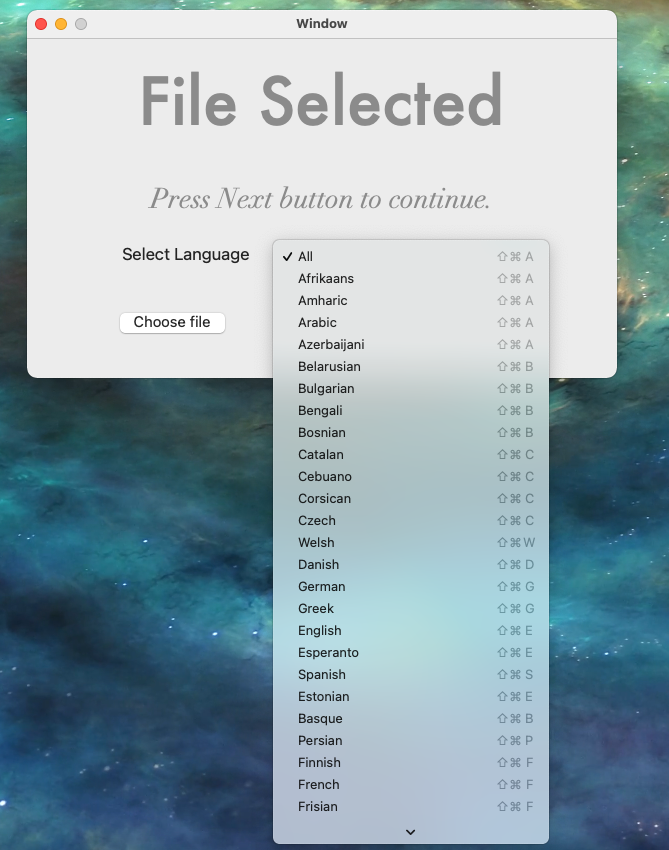 Window
File Selected
Press Next button to continue.
Select Language
✓ All ⇧⌘ A
Afrikaans ⇧⌘ A
Amharic ⇧⌘ A
Arabic ⇧⌘ A
Azerbaijani ⇧⌘ A
Belarusian ⇧⌘ B
Bulgarian ⇧⌘ B
Bengali ⇧⌘ B
Bosnian ⇧⌘ B
Catalan ⇧⌘ C
Cebuano ⇧⌘ C
Corsican ⇧⌘ C
Czech ⇧⌘ C
Welsh ⇧⌘ W
Danish ⇧⌘ D
German ⇧⌘ G
Greek ⇧⌘ G
English ⇧⌘ E
Esperanto ⇧⌘ E
Spanish ⇧⌘ S
Estonian ⇧⌘ E
Basque ⇧⌘ B
Persian ⇧⌘ P
Finnish ⇧⌘ F
French ⇧⌘ F
Frisian ⇧⌘ F
Choose file